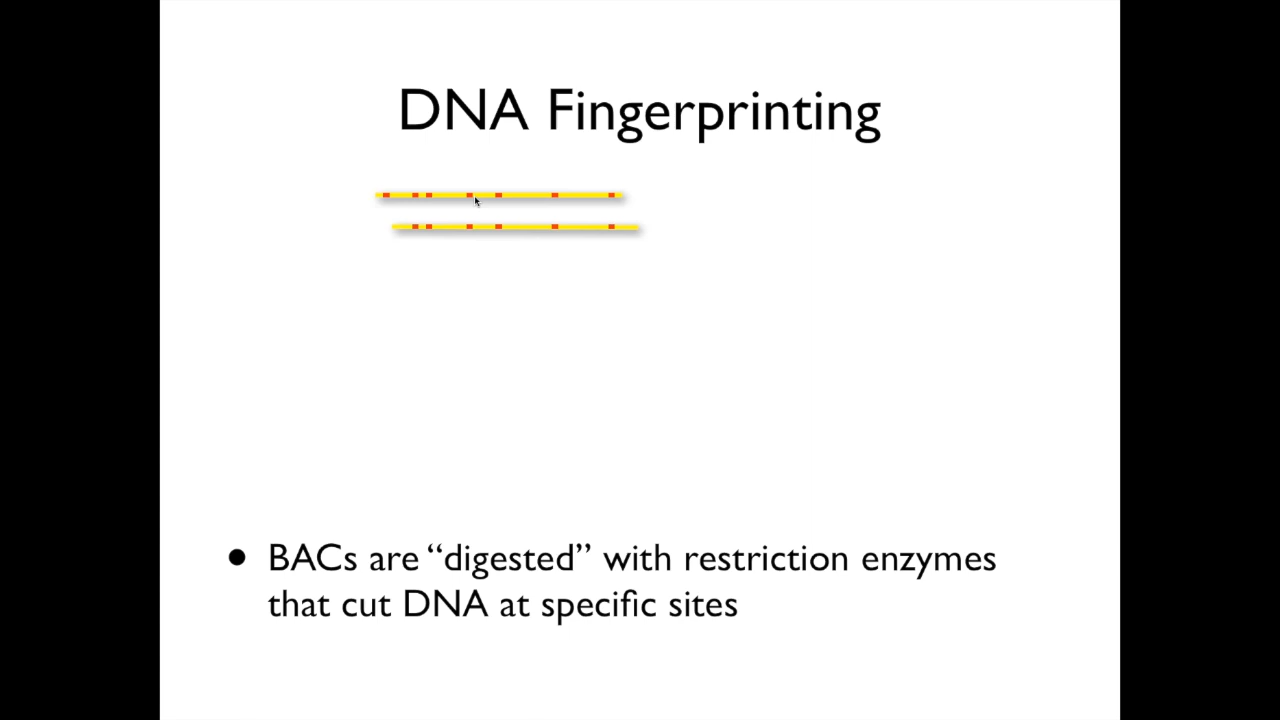 DNA Fingerprinting
• BACs are “digested” with restriction enzymes
that cut DNA at specific sites